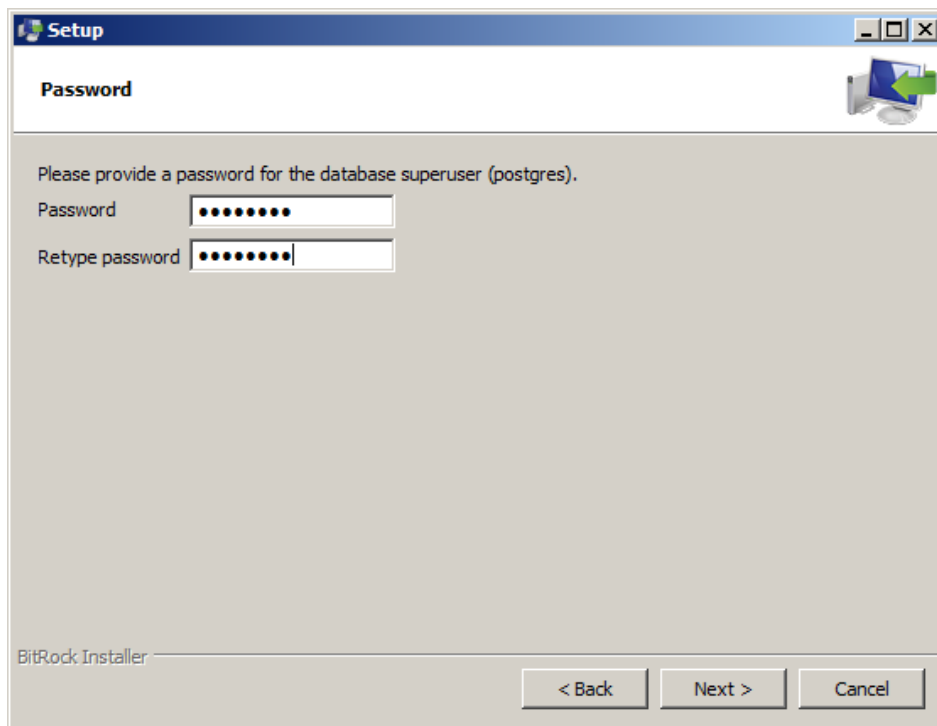 Setup
Password
Please provide a password for the database superuser (postgres).
Password ••••••••
Retype password ••••••••
BitRock Installer
< Back Next > Cancel